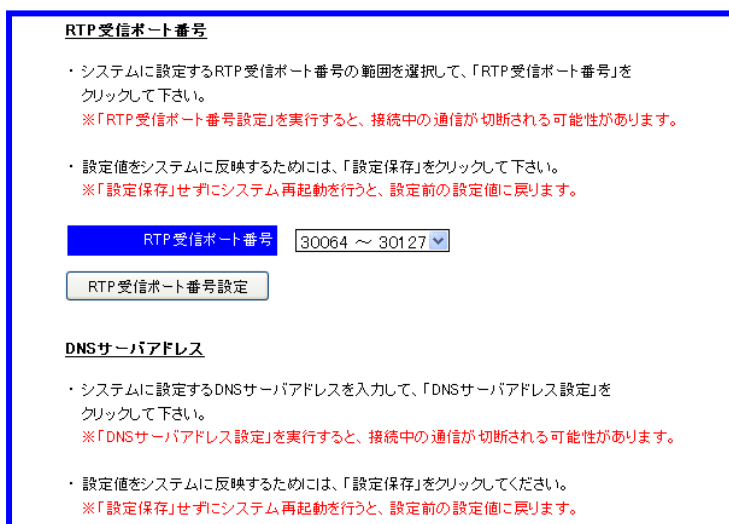 RTP受信ポート番号
・システムに設定するRTP受信ポート番号の範囲を選択して、「RTP受信ポート番号」を
クリックして下さい。
※「RTP受信ポート番号設定」を実行すると、接続中の通信が切断される可能性があります。
・設定値をシステムに反映するためには、「設定保存」をクリックして下さい。
※「設定保存」せずにシステム再起動を行うと、設定前の設定値に戻ります。
RTP受信ポート番号 30064 ～ 30127
RTP受信ポート番号設定
DNSサーバアドレス
・システムに設定するDNSサーバアドレスを入力して、「DNSサーバアドレス設定」を
クリックして下さい。
※「DNSサーバアドレス設定」を実行すると、接続中の通信が切断される可能性があります。
・設定値をシステムに反映するためには、「設定保存」をクリックしてください。
※「設定保存」せずにシステム再起動を行うと、設定前の設定値に戻ります。